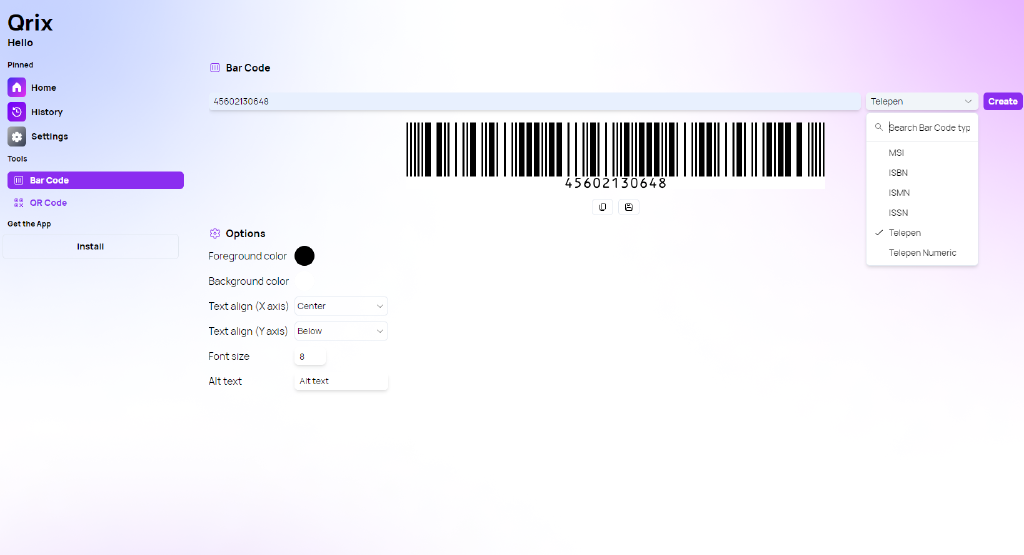 Qrix
Hello
Pinned
Home
History
Settings
Tools
Bar Code
QR Code
Get the App
Install
Bar Code
45602130648
Telepen
Create
Search Bar Code typ
MSI
ISBN
ISMN
ISSN
Telepen
Telepen Numeric
45602130648
Options
Foreground color
Background color
Text align (X axis)
Center
Text align (Y axis)
Below
Font size
8
Alt text
Alt text